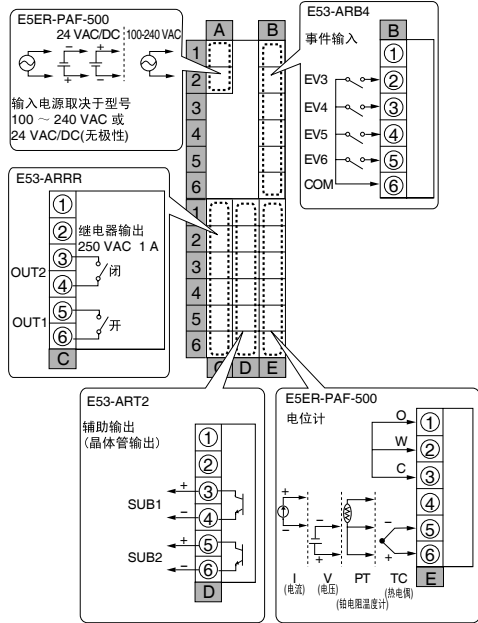 E5ER-PAF-500
24 VAC/DC 100-240 VAC
输入电源取决于型号
100 ～ 240 VAC 或
24 VAC/DC(无极性)
A
B
1
2
3
4
5
6
1
2
3
4
5
6
C D E
E53-ARB4
事件输入
B
①
EV3 ②
EV4 ③
EV5 ④
EV6 ⑤
COM ⑥
E53-ARRR
①
②
继电器输出
250 VAC 1 A
③
OUT2 闭
④
⑤
OUT1 开
⑥
C
E53-ART2
辅助输出
(晶体管输出)
①
②
+ ③
SUB1
− ④
+ ⑤
SUB2
− ⑥
D
E5ER-PAF-500
电位计
O ①
W ②
C ③
④
⑤
⑥
+ − −
− + +
I V PT TC
(电流) (电压) (铂电阻温度计) (热电偶)
E